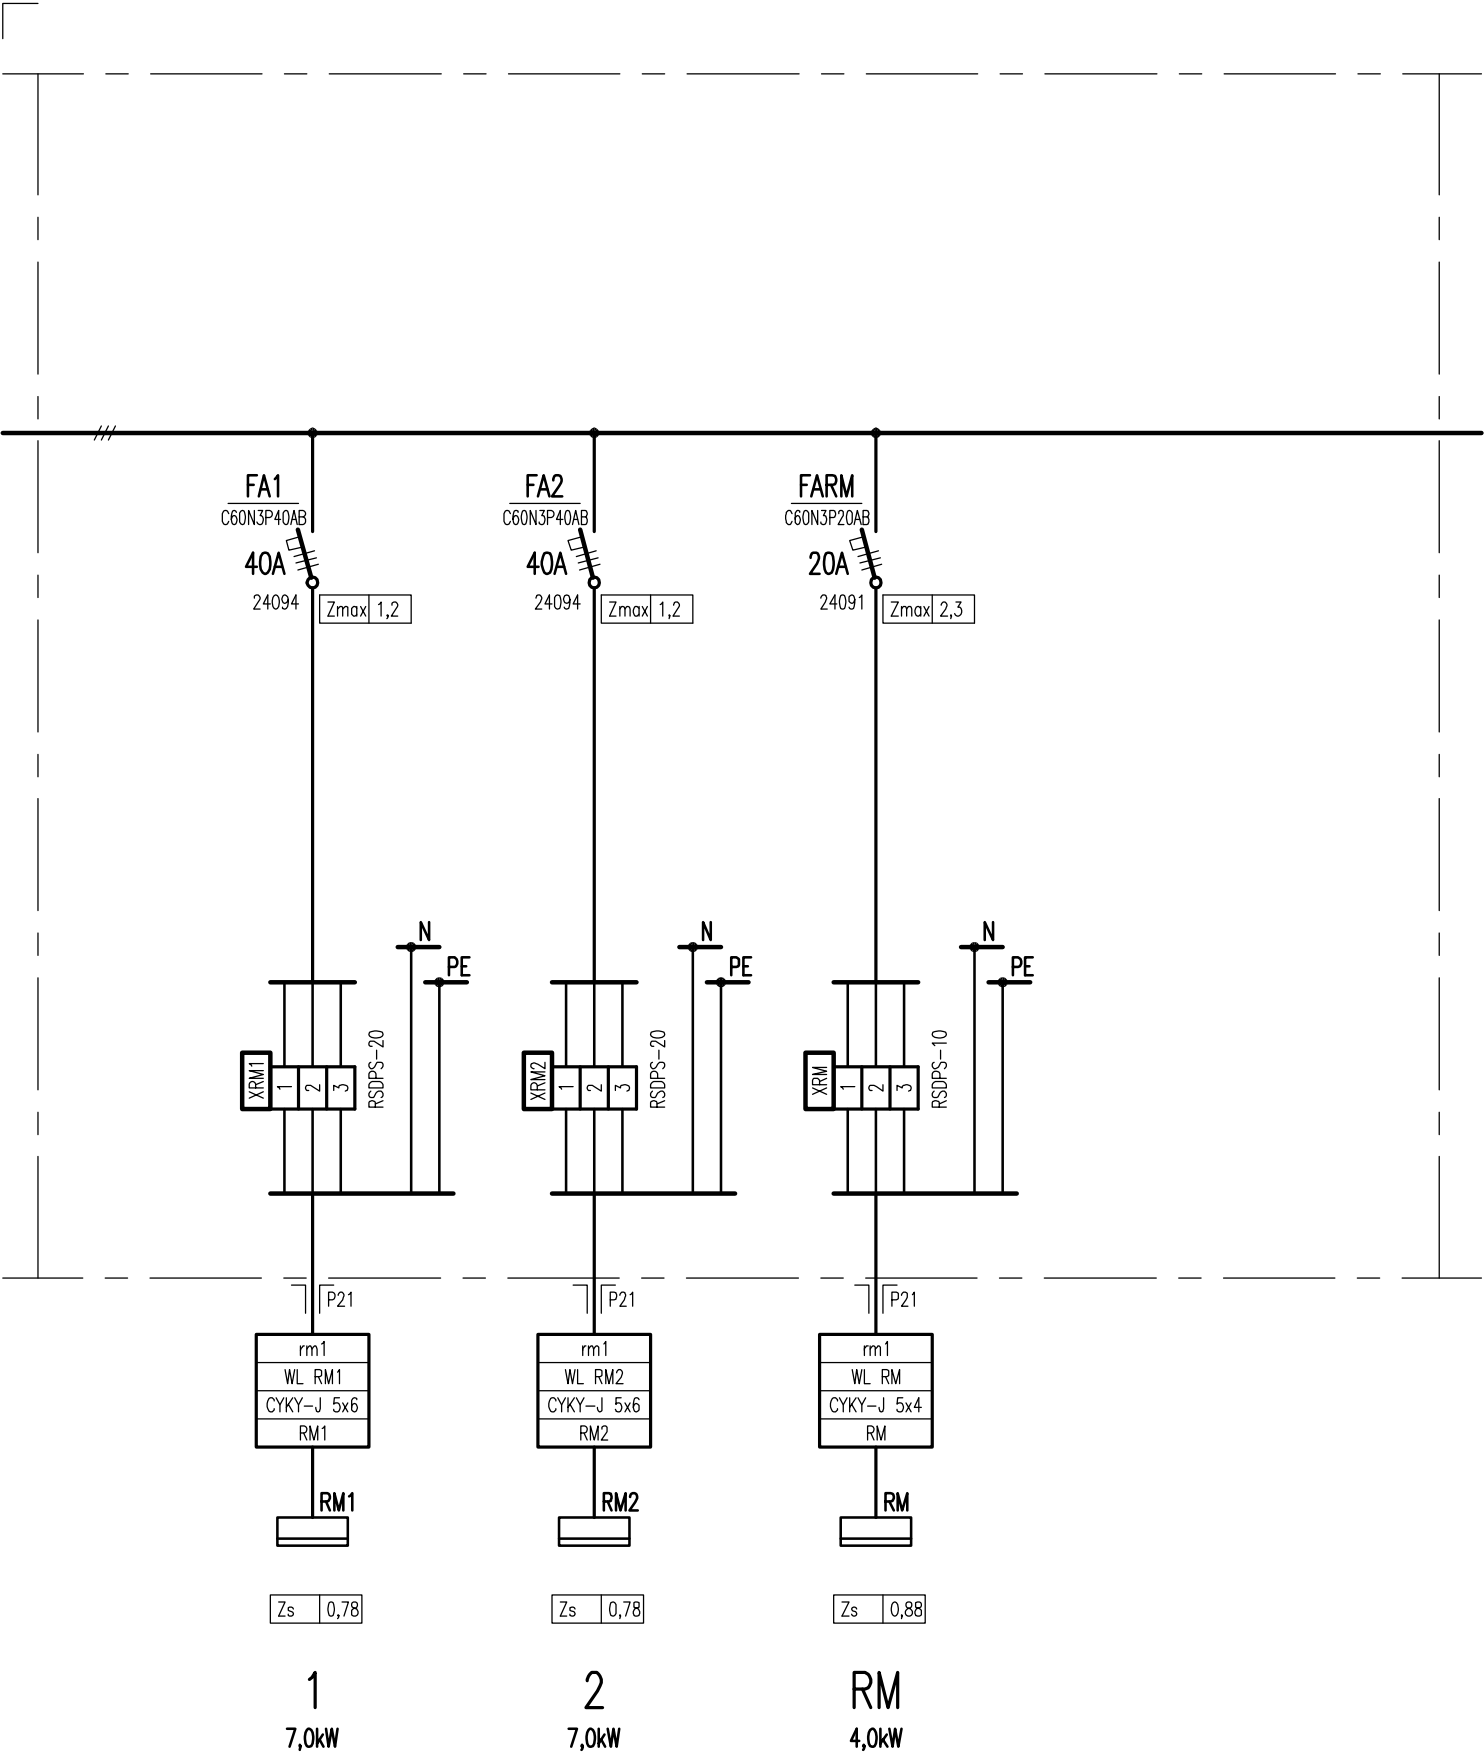 FA1
C60N3P40AB
40A
24094
Zmax 1,2
FA2
C60N3P40AB
40A
24094
Zmax 1,2
FARM
C60N3P20AB
20A
24091
Zmax 2,3
N
PE
XRM1 1 2 3
RSDPS-20
N
PE
XRM2 1 2 3
RSDPS-20
N
PE
XRM 1 2 3
RSDPS-10
P21
rm1
WL RM1
CYKY-J 5x6
RM1
RM1
Zs 0,78
1
7,0kW
P21
rm1
WL RM2
CYKY-J 5x6
RM2
RM2
Zs 0,78
2
7,0kW
P21
rm1
WL RM
CYKY-J 5x4
RM
RM
Zs 0,88
RM
4,0kW